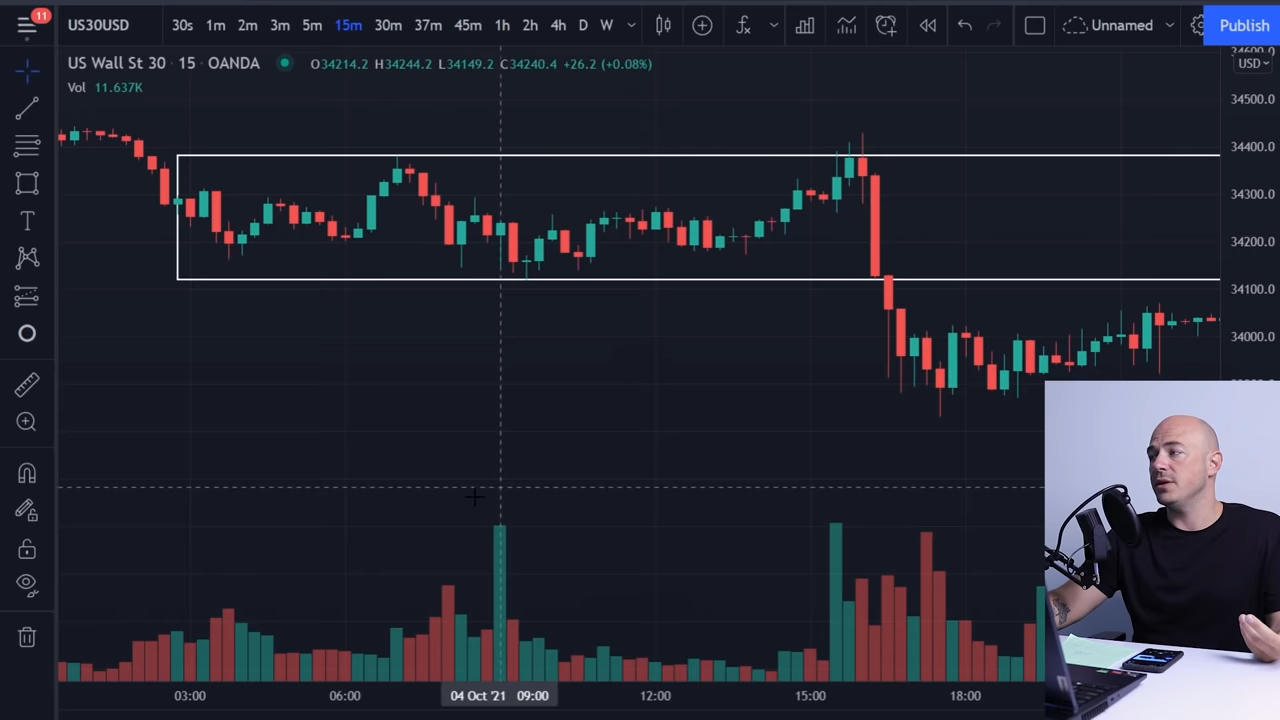 11
US30USD 30s 1m 2m 3m 5m 15m 30m 37m 45m 1h 2h 4h D W Unnamed Publish
US Wall St 30 · 15 · OANDA O34214.2 H34244.2 L34149.2 C34240.4 +26.2 (+0.08%)
USD
Vol 11.637K
34500.0
34400.0
34300.0
34200.0
34100.0
34000.0
03:00 06:00 04 Oct '21 09:00 12:00 15:00 18:00